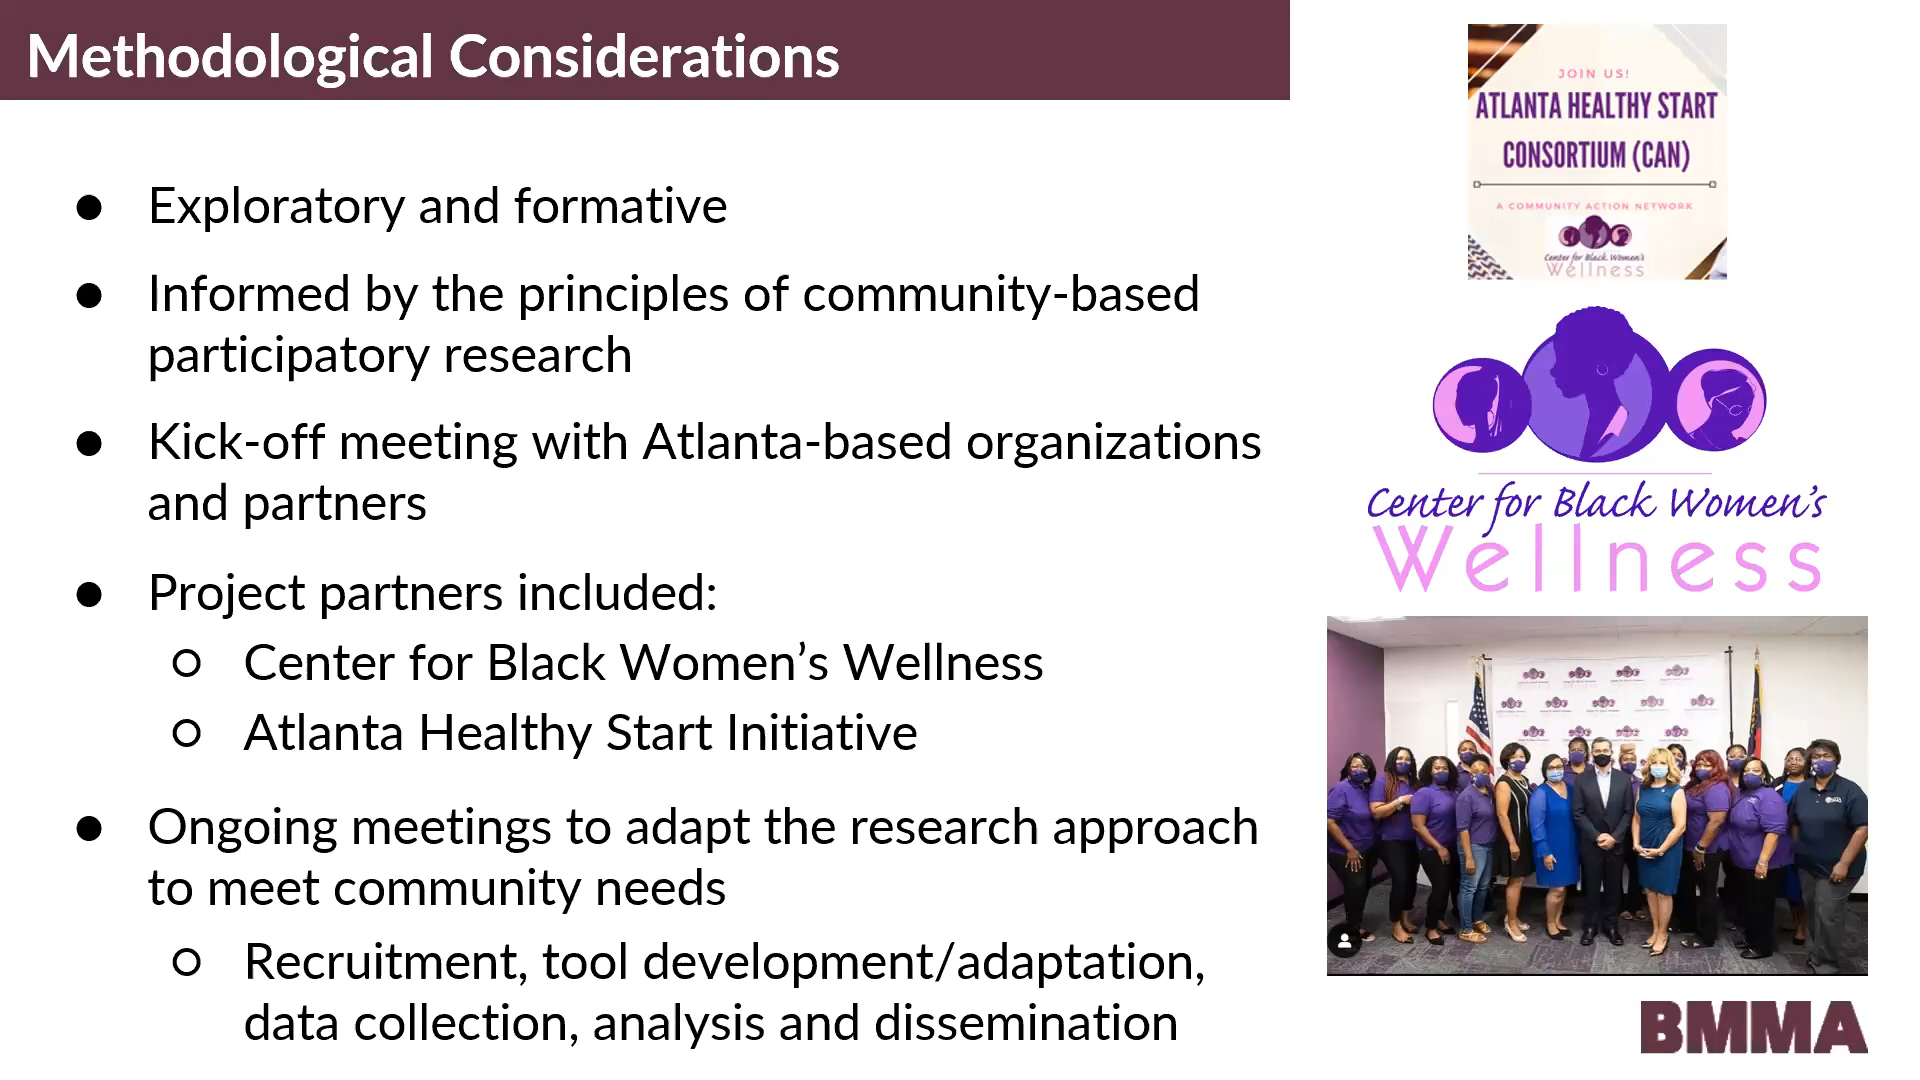 Methodological Considerations
● Exploratory and formative
● Informed by the principles of community-based
participatory research
● Kick-off meeting with Atlanta-based organizations
and partners
● Project partners included:
○ Center for Black Women’s Wellness
○ Atlanta Healthy Start Initiative
● Ongoing meetings to adapt the research approach
to meet community needs
○ Recruitment, tool development/adaptation,
data collection, analysis and dissemination
JOIN US!
ATLANTA HEALTHY START
CONSORTIUM (CAN)
A COMMUNITY ACTION NETWORK
Center for Black Women's
Wellness
Center for Black Women’s
Wellness
BMMA